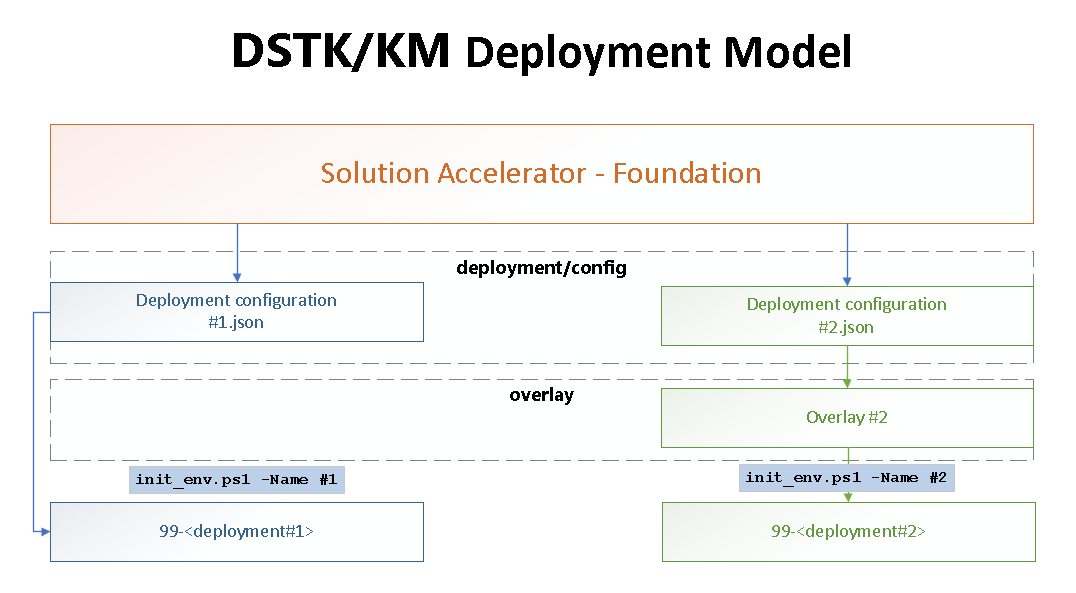 DSTK/KM Deployment Model
Solution Accelerator - Foundation
deployment/config
Deployment configuration
#1.json
Deployment configuration
#2.json
overlay
Overlay #2
init_env.ps1 -Name #1
init_env.ps1 -Name #2
99-<deployment#1>
99-<deployment#2>